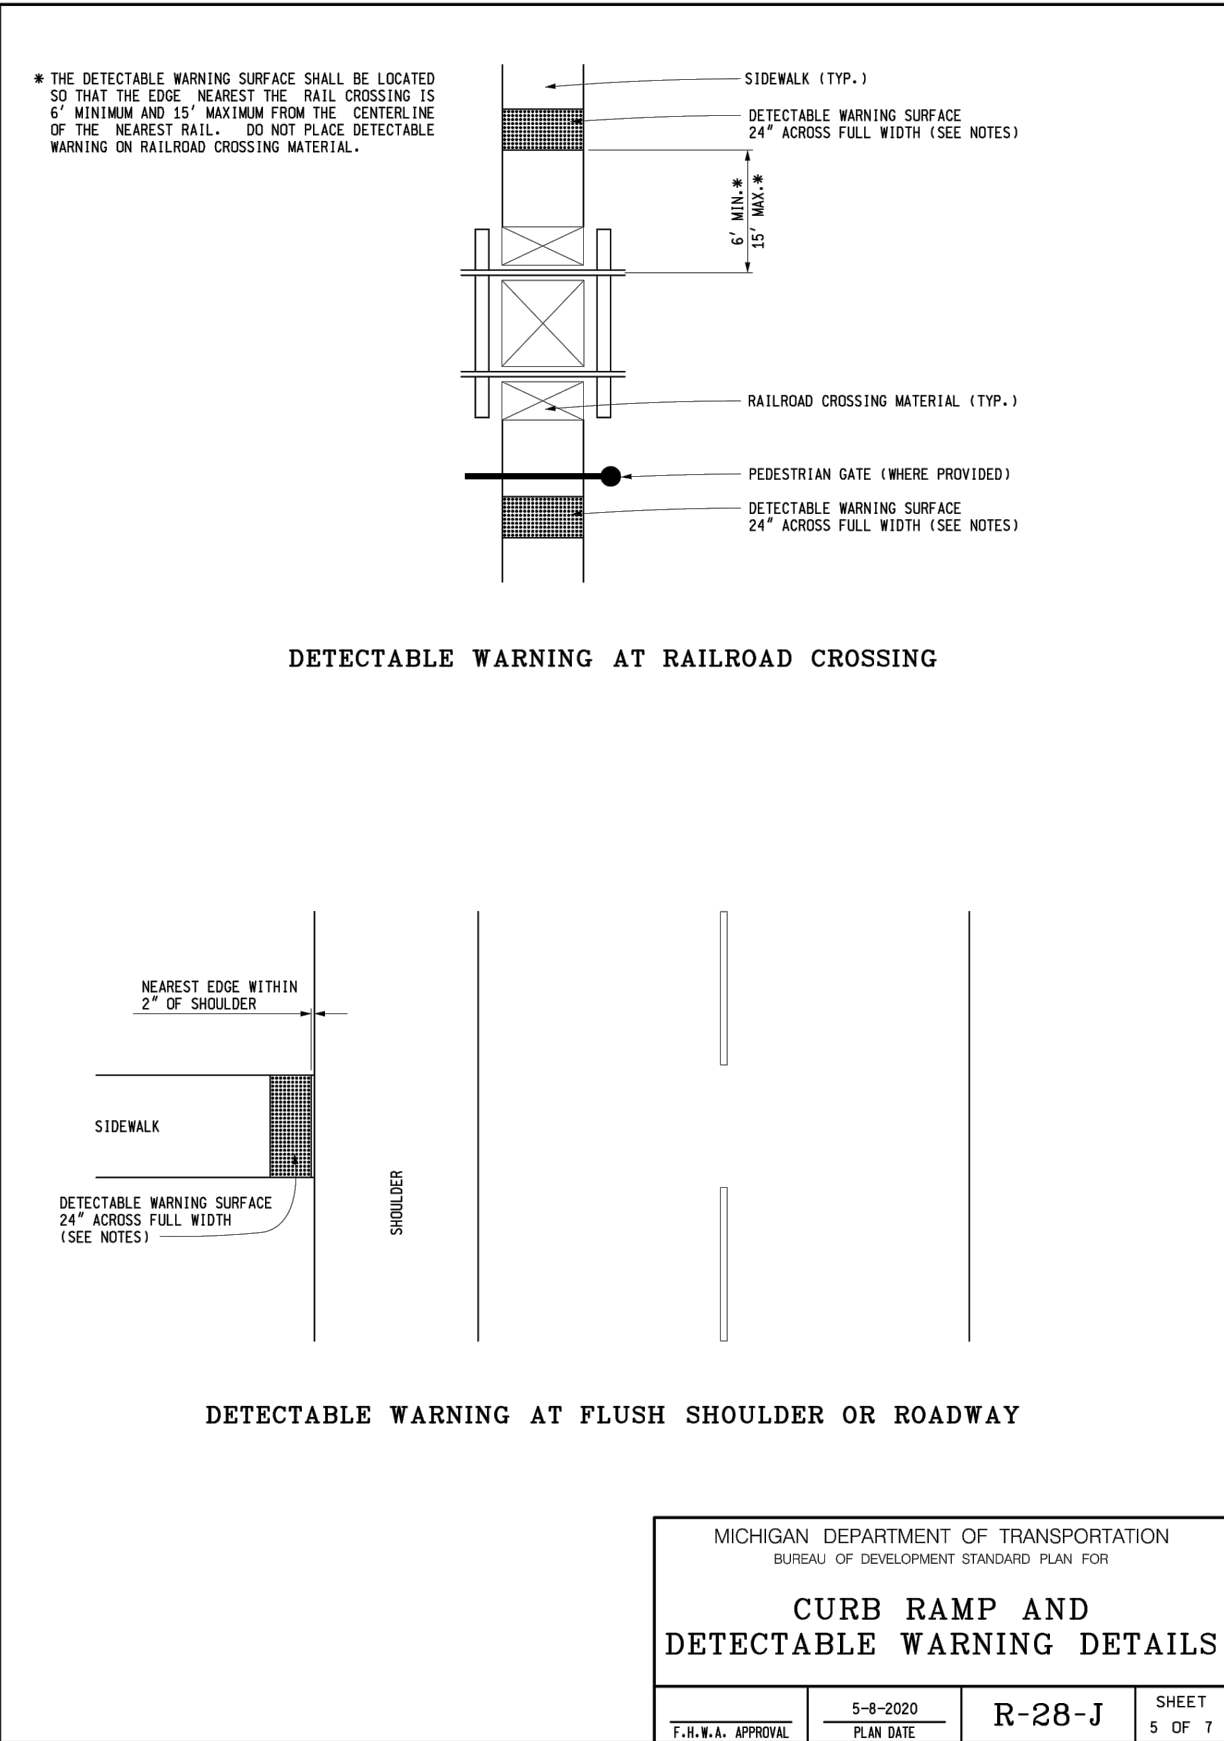 * THE DETECTABLE WARNING SURFACE SHALL BE LOCATED
SO THAT THE EDGE NEAREST THE RAIL CROSSING IS
6' MINIMUM AND 15' MAXIMUM FROM THE CENTERLINE
OF THE NEAREST RAIL. DO NOT PLACE DETECTABLE
WARNING ON RAILROAD CROSSING MATERIAL.
SIDEWALK (TYP.)
DETECTABLE WARNING SURFACE
24" ACROSS FULL WIDTH (SEE NOTES)
6' MIN.*
15' MAX.*
RAILROAD CROSSING MATERIAL (TYP.)
PEDESTRIAN GATE (WHERE PROVIDED)
DETECTABLE WARNING SURFACE
24" ACROSS FULL WIDTH (SEE NOTES)
DETECTABLE WARNING AT RAILROAD CROSSING
NEAREST EDGE WITHIN
2" OF SHOULDER
SIDEWALK
DETECTABLE WARNING SURFACE
24" ACROSS FULL WIDTH
(SEE NOTES)
SHOULDER
DETECTABLE WARNING AT FLUSH SHOULDER OR ROADWAY
MICHIGAN DEPARTMENT OF TRANSPORTATION
BUREAU OF DEVELOPMENT STANDARD PLAN FOR
CURB RAMP AND
DETECTABLE WARNING DETAILS
F.H.W.A. APPROVAL
5-8-2020
PLAN DATE
R-28-J
SHEET
5 OF 7